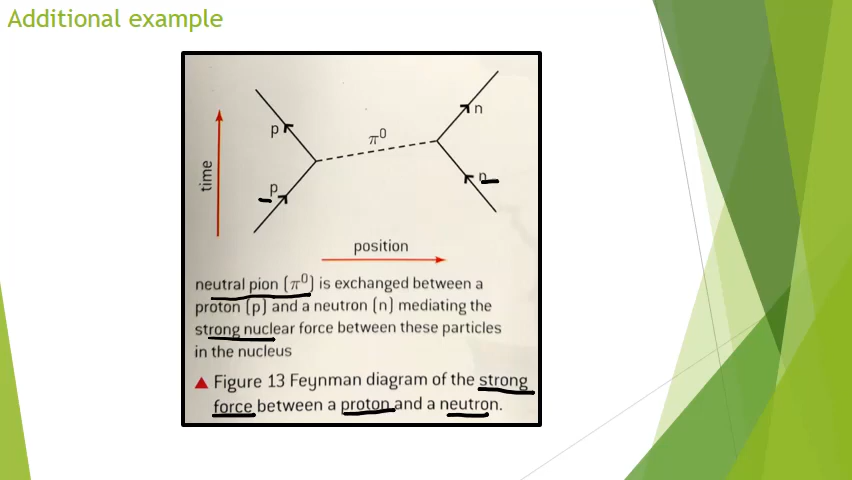 Additional example
p
π⁰
n
p
n
time
position
neutral pion (π⁰) is exchanged between a
proton (p) and a neutron (n) mediating the
strong nuclear force between these particles
in the nucleus
▲ Figure 13 Feynman diagram of the strong
force between a proton and a neutron.